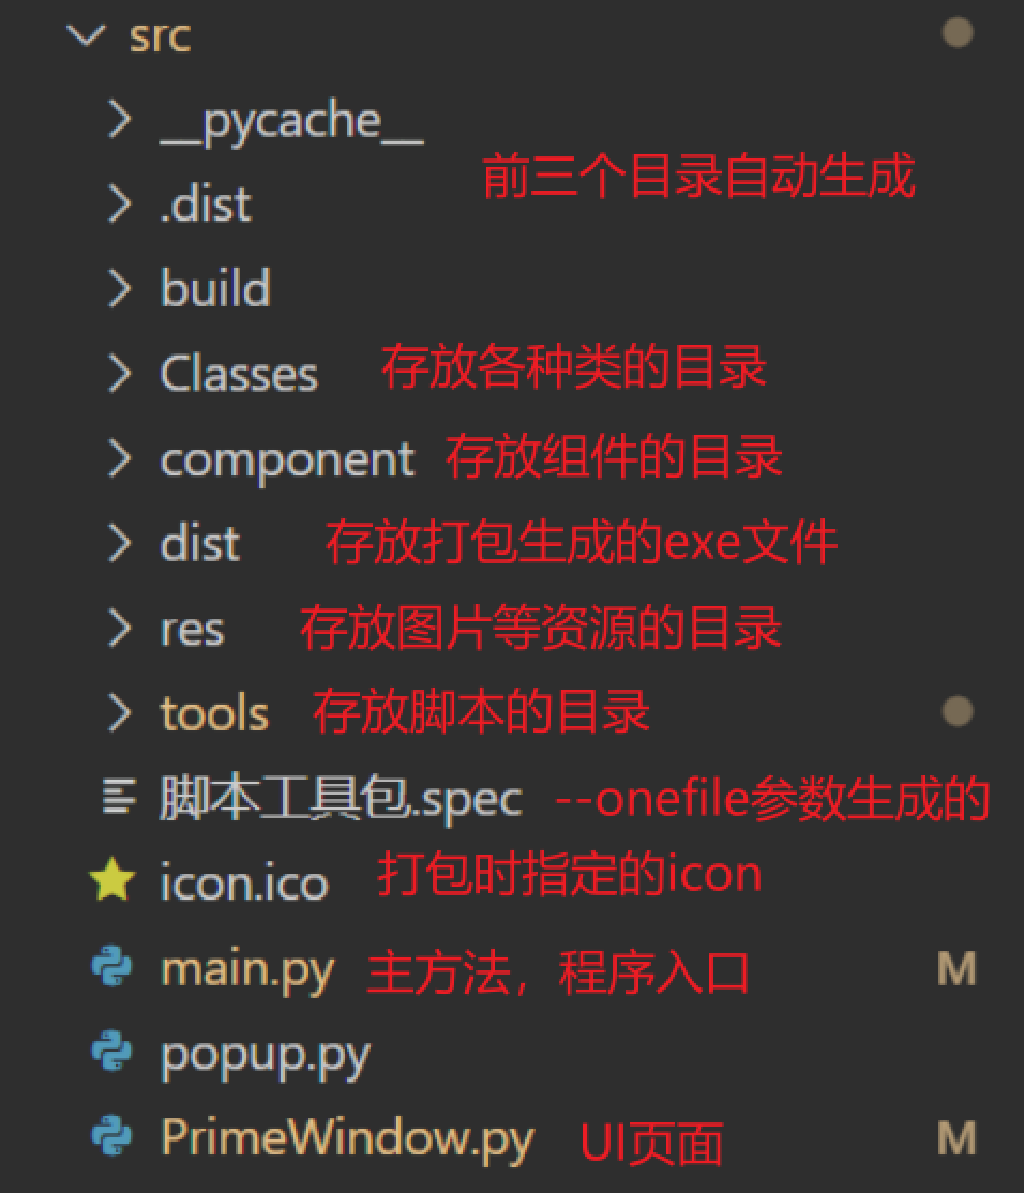 src
__pycache__
前三个目录自动生成
.dist
build
Classes 存放各种类的目录
component 存放组件的目录
dist 存放打包生成的exe文件
res 存放图片等资源的目录
tools 存放脚本的目录
脚本工具包.spec --onefile参数生成的
icon.ico 打包时指定的icon
main.py 主方法，程序入口 M
popup.py
PrimeWindow.py UI页面 M